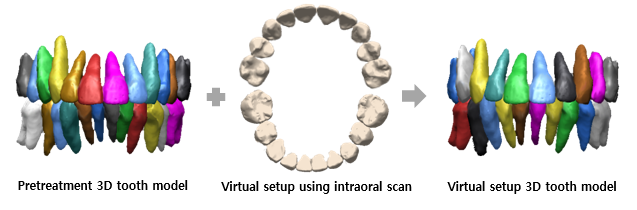 Pretreatment 3D tooth model
Virtual setup using intraoral scan
Virtual setup 3D tooth model